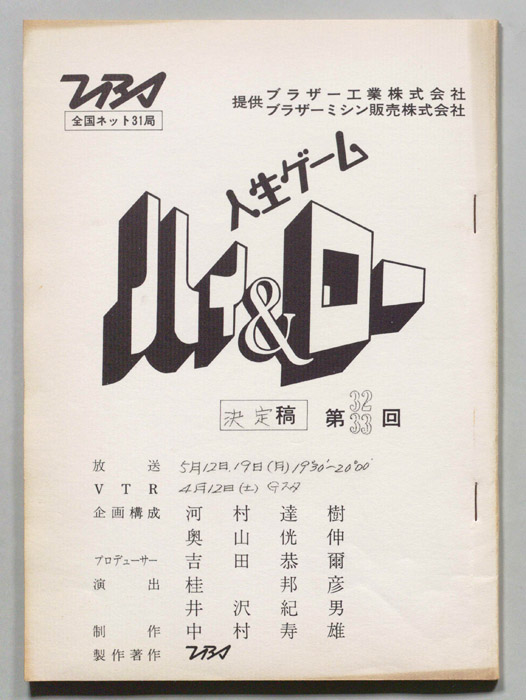 TBS
全国ネット31局
提供 ブラザー工業株式会社
ブラザーミシン販売株式会社
人生ゲーム
ハイ&ロー
決定稿 第32 33回
放送 5月12日.19日(月) 19°30'~20°00'
VTR 4月12日(土) Gスタ
企画構成 河村達樹
奥山侊伸
プロデューサー 吉田恭爾
演出 桂邦彦
井沢紀男
制作 中村寿雄
製作著作 TBS